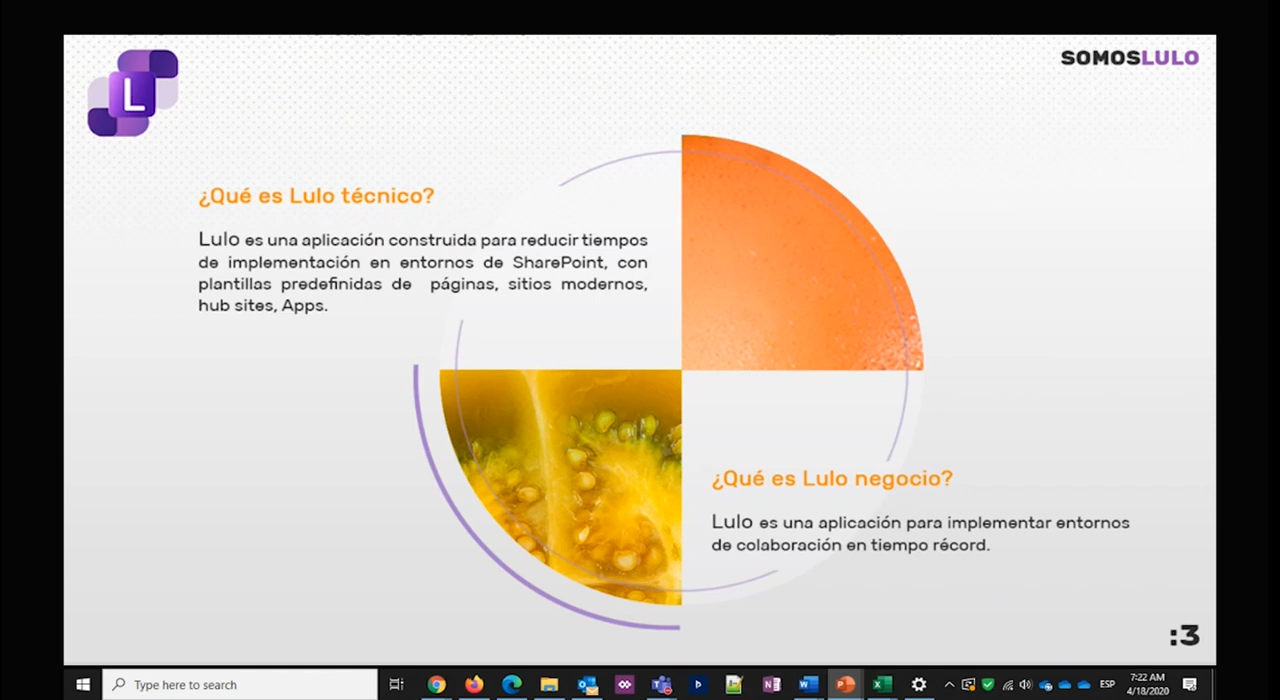 L
SOMOSLULO
¿Qué es Lulo técnico?
Lulo es una aplicación construida para reducir tiempos
de implementación en entornos de SharePoint, con
plantillas predefinidas de páginas, sitios modernos,
hub sites, Apps.
¿Qué es Lulo negocio?
Lulo es una aplicación para implementar entornos
de colaboración en tiempo récord.
:3
Type here to search
ESP
7:22 AM
4/18/2020